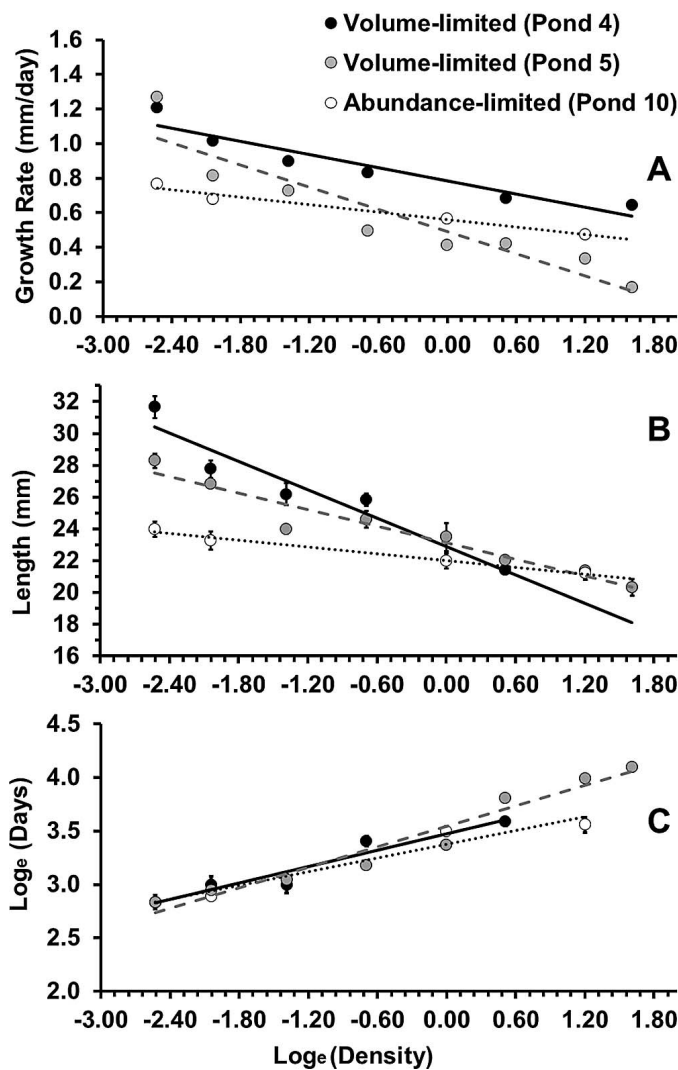 Volume-limited (Pond 4)
Volume-limited (Pond 5)
Abundance-limited (Pond 10)
Growth Rate (mm/day)
1.6
1.4
1.2
1.0
0.8
0.6
0.4
0.2
0.0
A
-3.00 -2.40 -1.80 -1.20 -0.60 0.00 0.60 1.20 1.80
Length (mm)
32
30
28
26
24
22
20
18
16
B
-3.00 -2.40 -1.80 -1.20 -0.60 0.00 0.60 1.20 1.80
Loge (Days)
4.5
4.0
3.5
3.0
2.5
2.0
C
-3.00 -2.40 -1.80 -1.20 -0.60 0.00 0.60 1.20 1.80
Loge (Density)